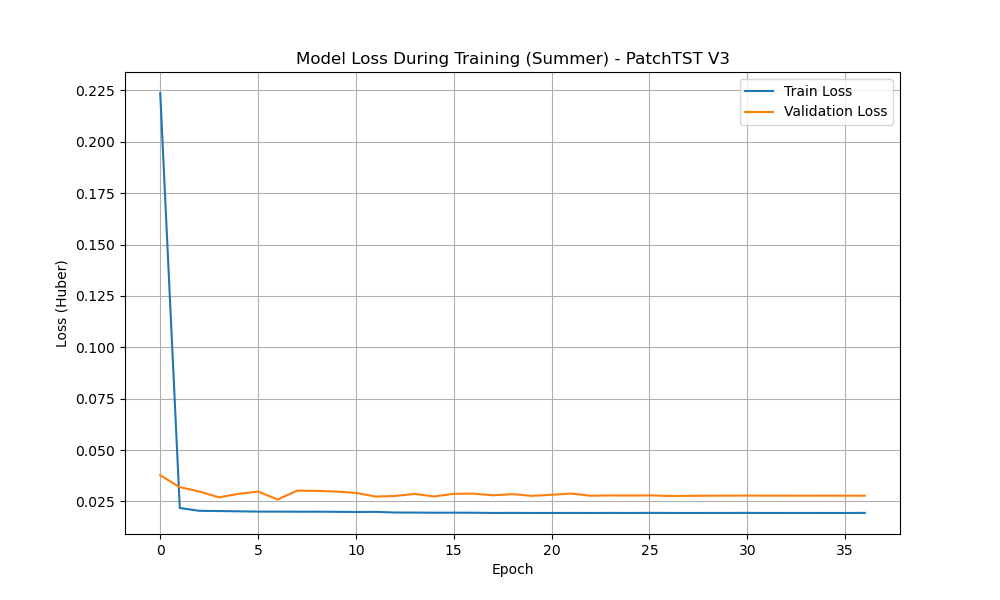 Model Loss During Training (Summer) - PatchTST V3
Train Loss
Validation Loss
Loss (Huber)
0.225
0.200
0.175
0.150
0.125
0.100
0.075
0.050
0.025
0 5 10 15 20 25 30 35
Epoch